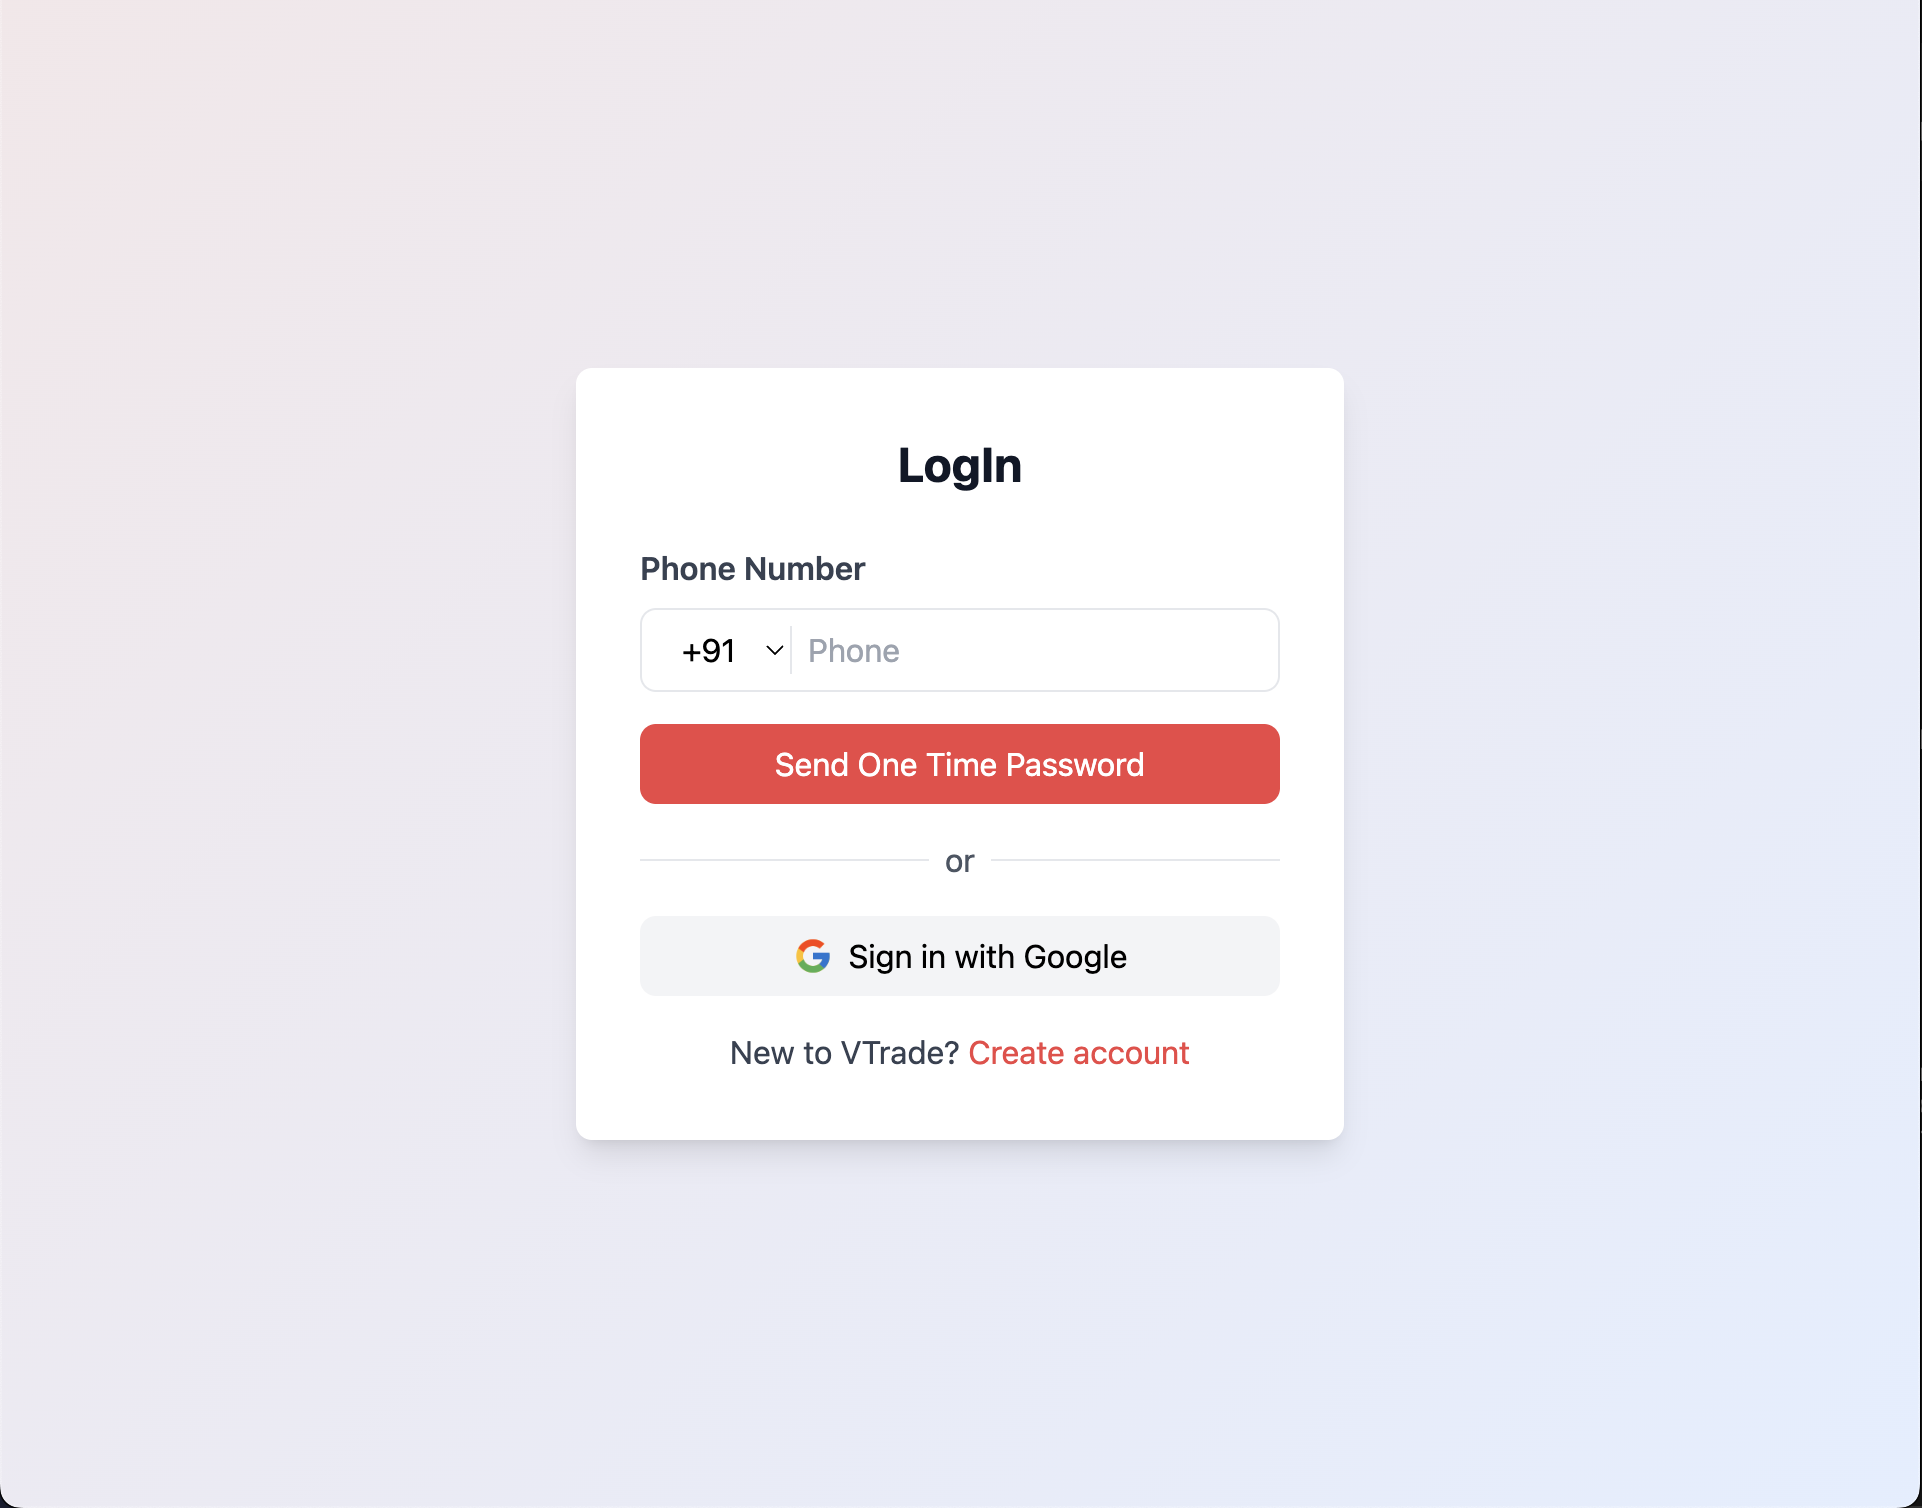 LogIn
Phone Number
+91 Phone
Send One Time Password
or
Sign in with Google
New to VTrade? Create account